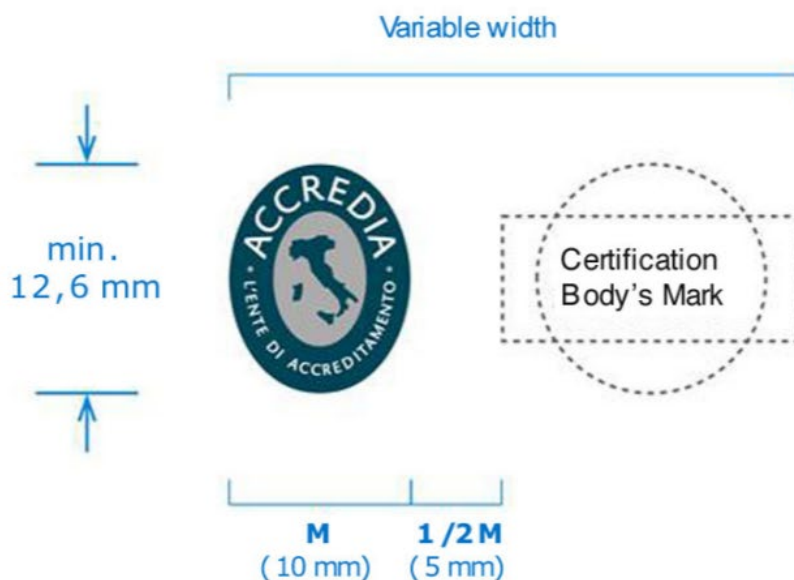 Variable width
min.
12,6 mm
ACCREDIA
• L'ENTE DI ACCREDITAMENTO •
Certification
Body's Mark
M
(10 mm)
1/2M
(5 mm)